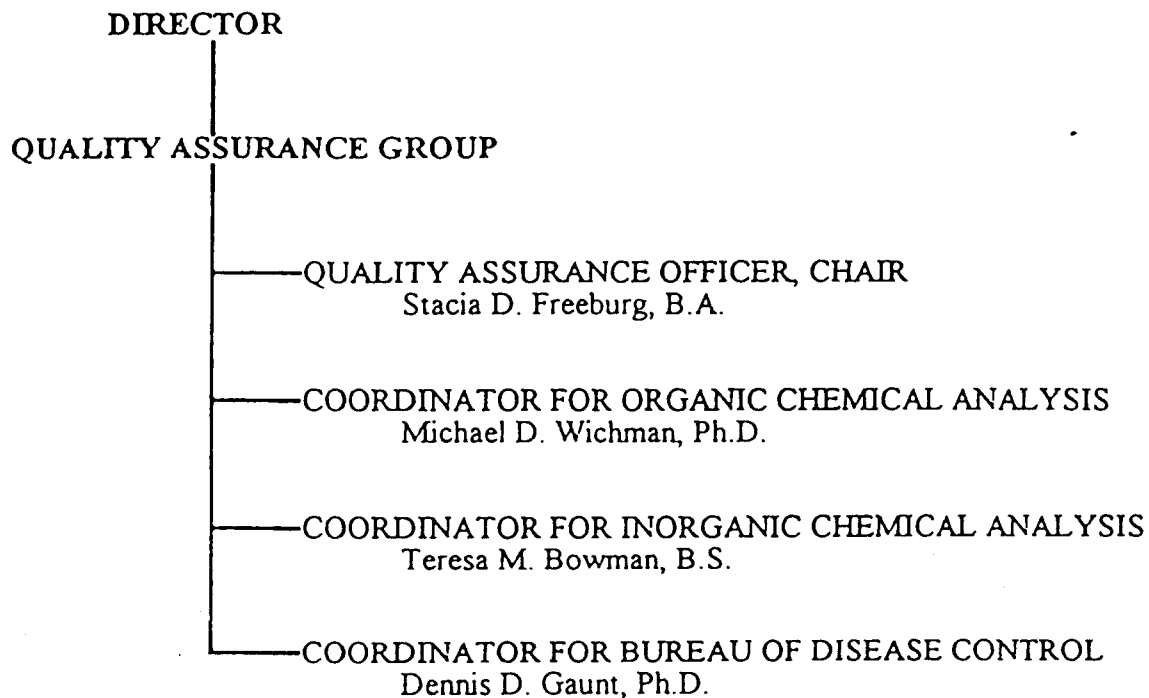 DIRECTOR
QUALITY ASSURANCE GROUP
QUALITY ASSURANCE OFFICER, CHAIR
Stacia D. Freeburg, B.A.
COORDINATOR FOR ORGANIC CHEMICAL ANALYSIS
Michael D. Wichman, Ph.D.
COORDINATOR FOR INORGANIC CHEMICAL ANALYSIS
Teresa M. Bowman, B.S.
COORDINATOR FOR BUREAU OF DISEASE CONTROL
Dennis D. Gaunt, Ph.D.